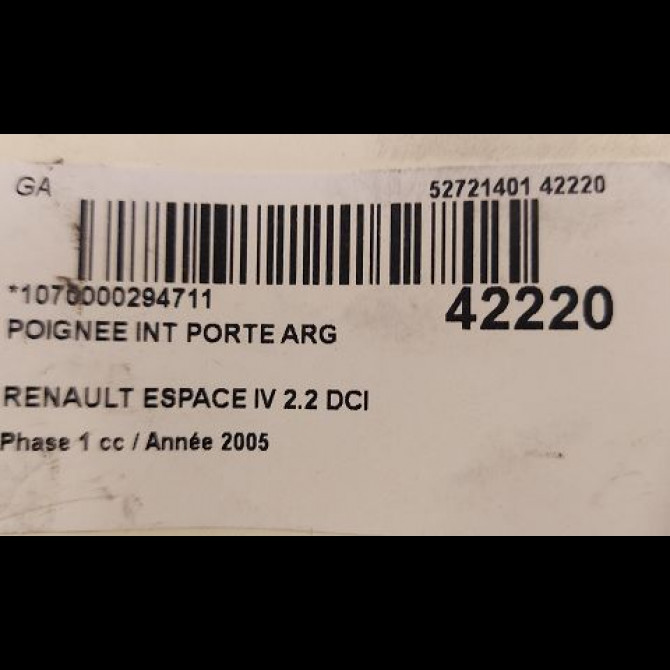 GA 52721401 42220
*1070000294711 42220
POIGNEE INT PORTE ARG
RENAULT ESPACE IV 2.2 DCI
Phase 1 cc / Année 2005